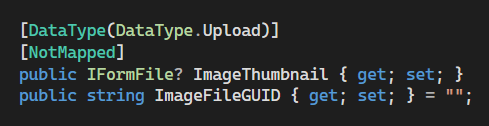 [DataType(DataType.Upload)]
[NotMapped]
public IFormFile? ImageThumbnail { get; set; }
public string ImageFileGUID { get; set; } = "";